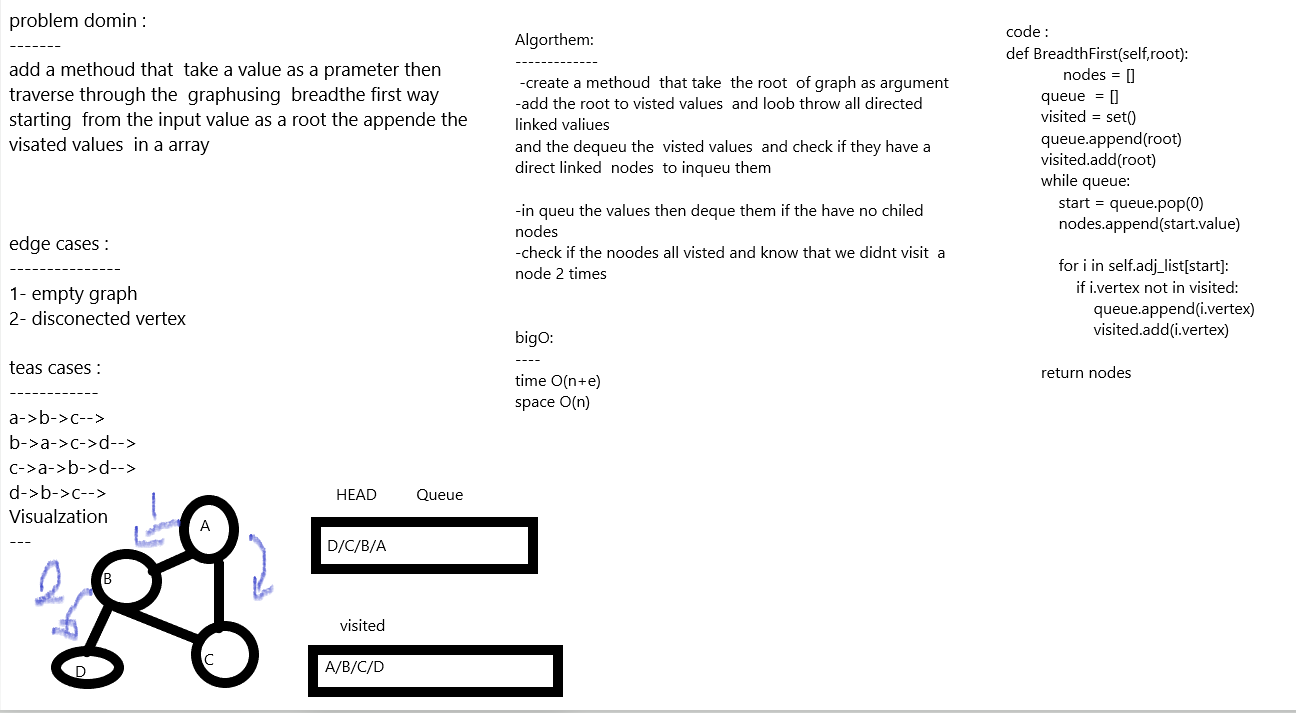 problem domin :
-------
add a methoud that  take a value as a prameter then
traverse through the  graphusing  breadthe first way
starting  from the input value as a root the appende the
visated values  in a array
edge cases :
---------------
1- empty graph
2- disconected vertex
teas cases :
------------
a->b->c-->
b->a->c->d-->
c->a->b->d-->
d->b->c-->
Visualzation
---
1
2
A
B
C
D
HEAD
Queue
D/C/B/A
visited
A/B/C/D
Algorthem:
-------------
-create a methoud  that take  the root  of graph as argument
-add the root to visted values  and loob throw all directed
linked valiues
and the dequeu the  visted values  and check if they have a
direct linked  nodes  to inqueu them
-in queu the values then deque them if the have no chiled
nodes
-check if the noodes all visted and know that we didnt visit  a
node 2 times
bigO:
----
time O(n+e)
space O(n)
code :
def BreadthFirst(self,root):
nodes = []
queue  = []
visited = set()
queue.append(root)
visited.add(root)
while queue:
start = queue.pop(0)
nodes.append(start.value)
for i in self.adj_list[start]:
if i.vertex not in visited:
queue.append(i.vertex)
visited.add(i.vertex)
return nodes